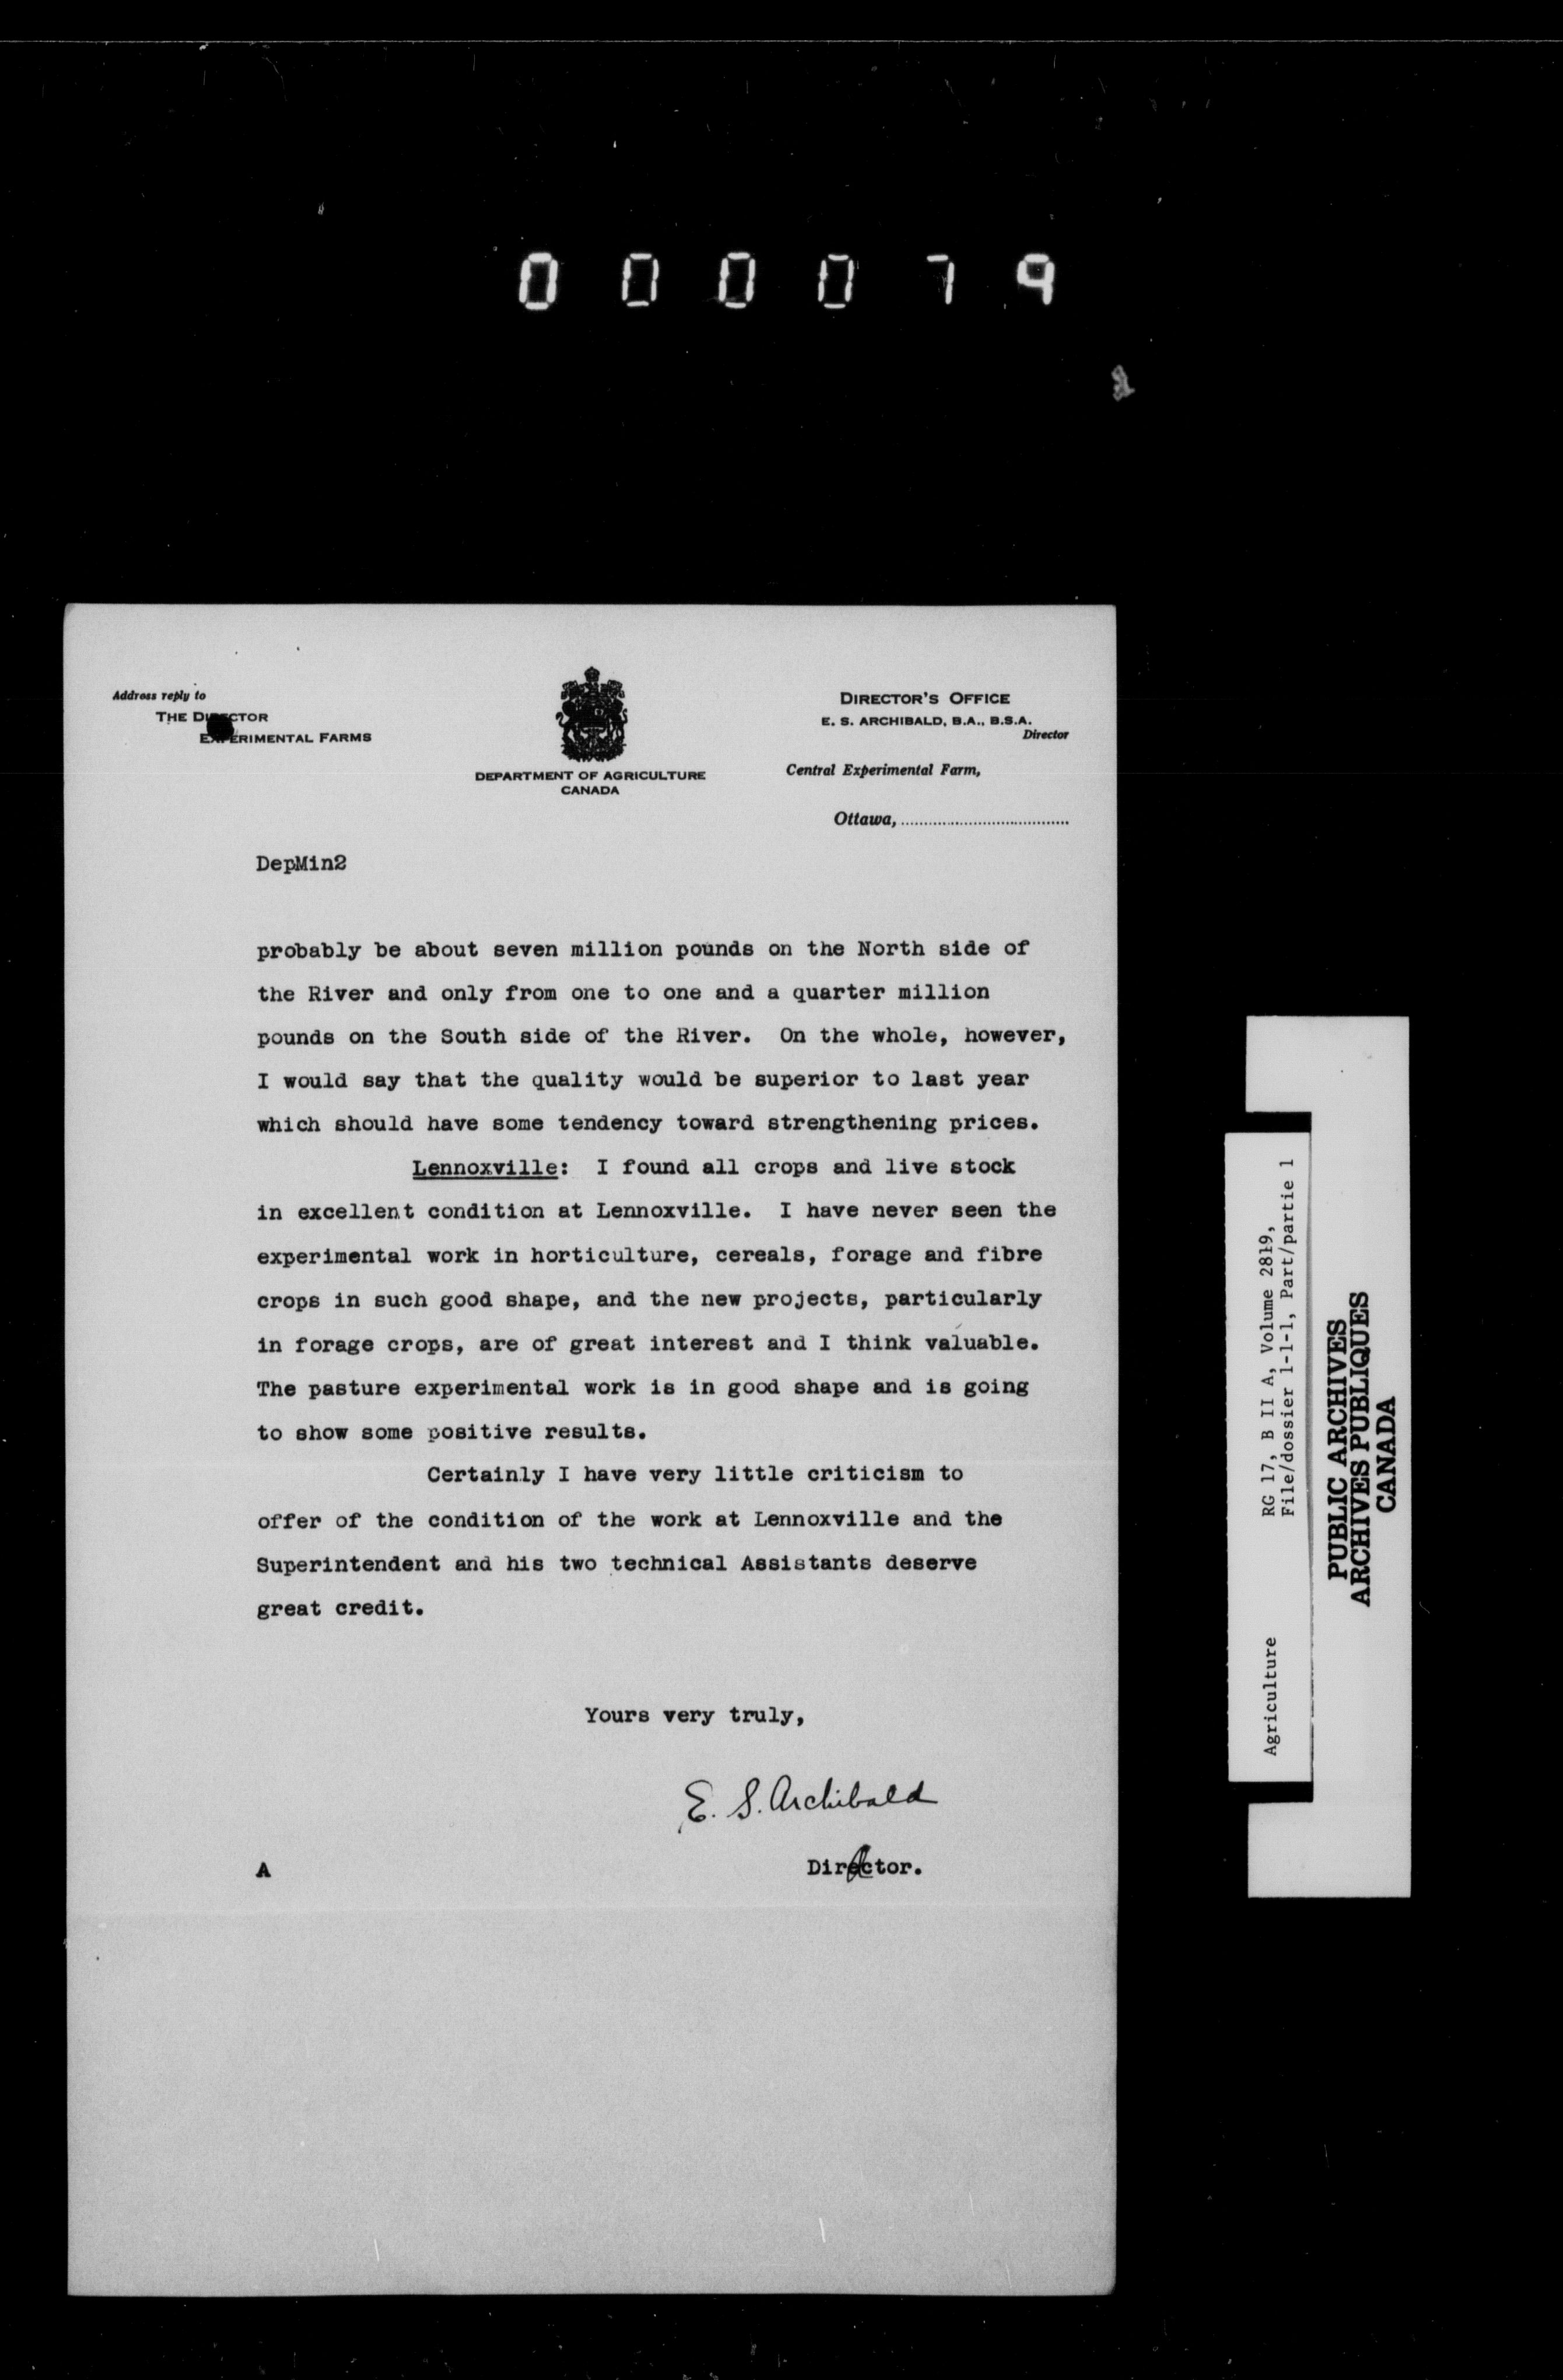 000079
Address reply to
THE DIRECTOR
EXPERIMENTAL FARMS
DEPARTMENT OF AGRICULTURE
CANADA
DIRECTOR'S OFFICE
E. S. ARCHIBALD, B.A., B.S.A.
Director
Central Experimental Farm,
Ottawa,
DepMin2
probably be about seven million pounds on the North side of
the River and only from one to one and a quarter million
pounds on the South side of the River. On the whole, however,
I would say that the quality would be superior to last year
which should have some tendency toward strengthening prices.
Lennoxville: I found all crops and live stock
in excellent condition at Lennoxville. I have never seen the
experimental work in horticulture, cereals, forage and fibre
crops in such good shape, and the new projects, particularly
in forage crops, are of great interest and I think valuable.
The pasture experimental work is in good shape and is going
to show some positive results.
Certainly I have very little criticism to
offer of the condition of the work at Lennoxville and the
Superintendent and his two technical Assistants deserve
great credit.
Yours very truly,
E. S. Archibald
A
Director.
Agriculture RG 17, B II A, Volume 2819,
File/dossier 1-1-1, Part/partie 1
PUBLIC ARCHIVES
ARCHIVES PUBLIQUES
CANADA